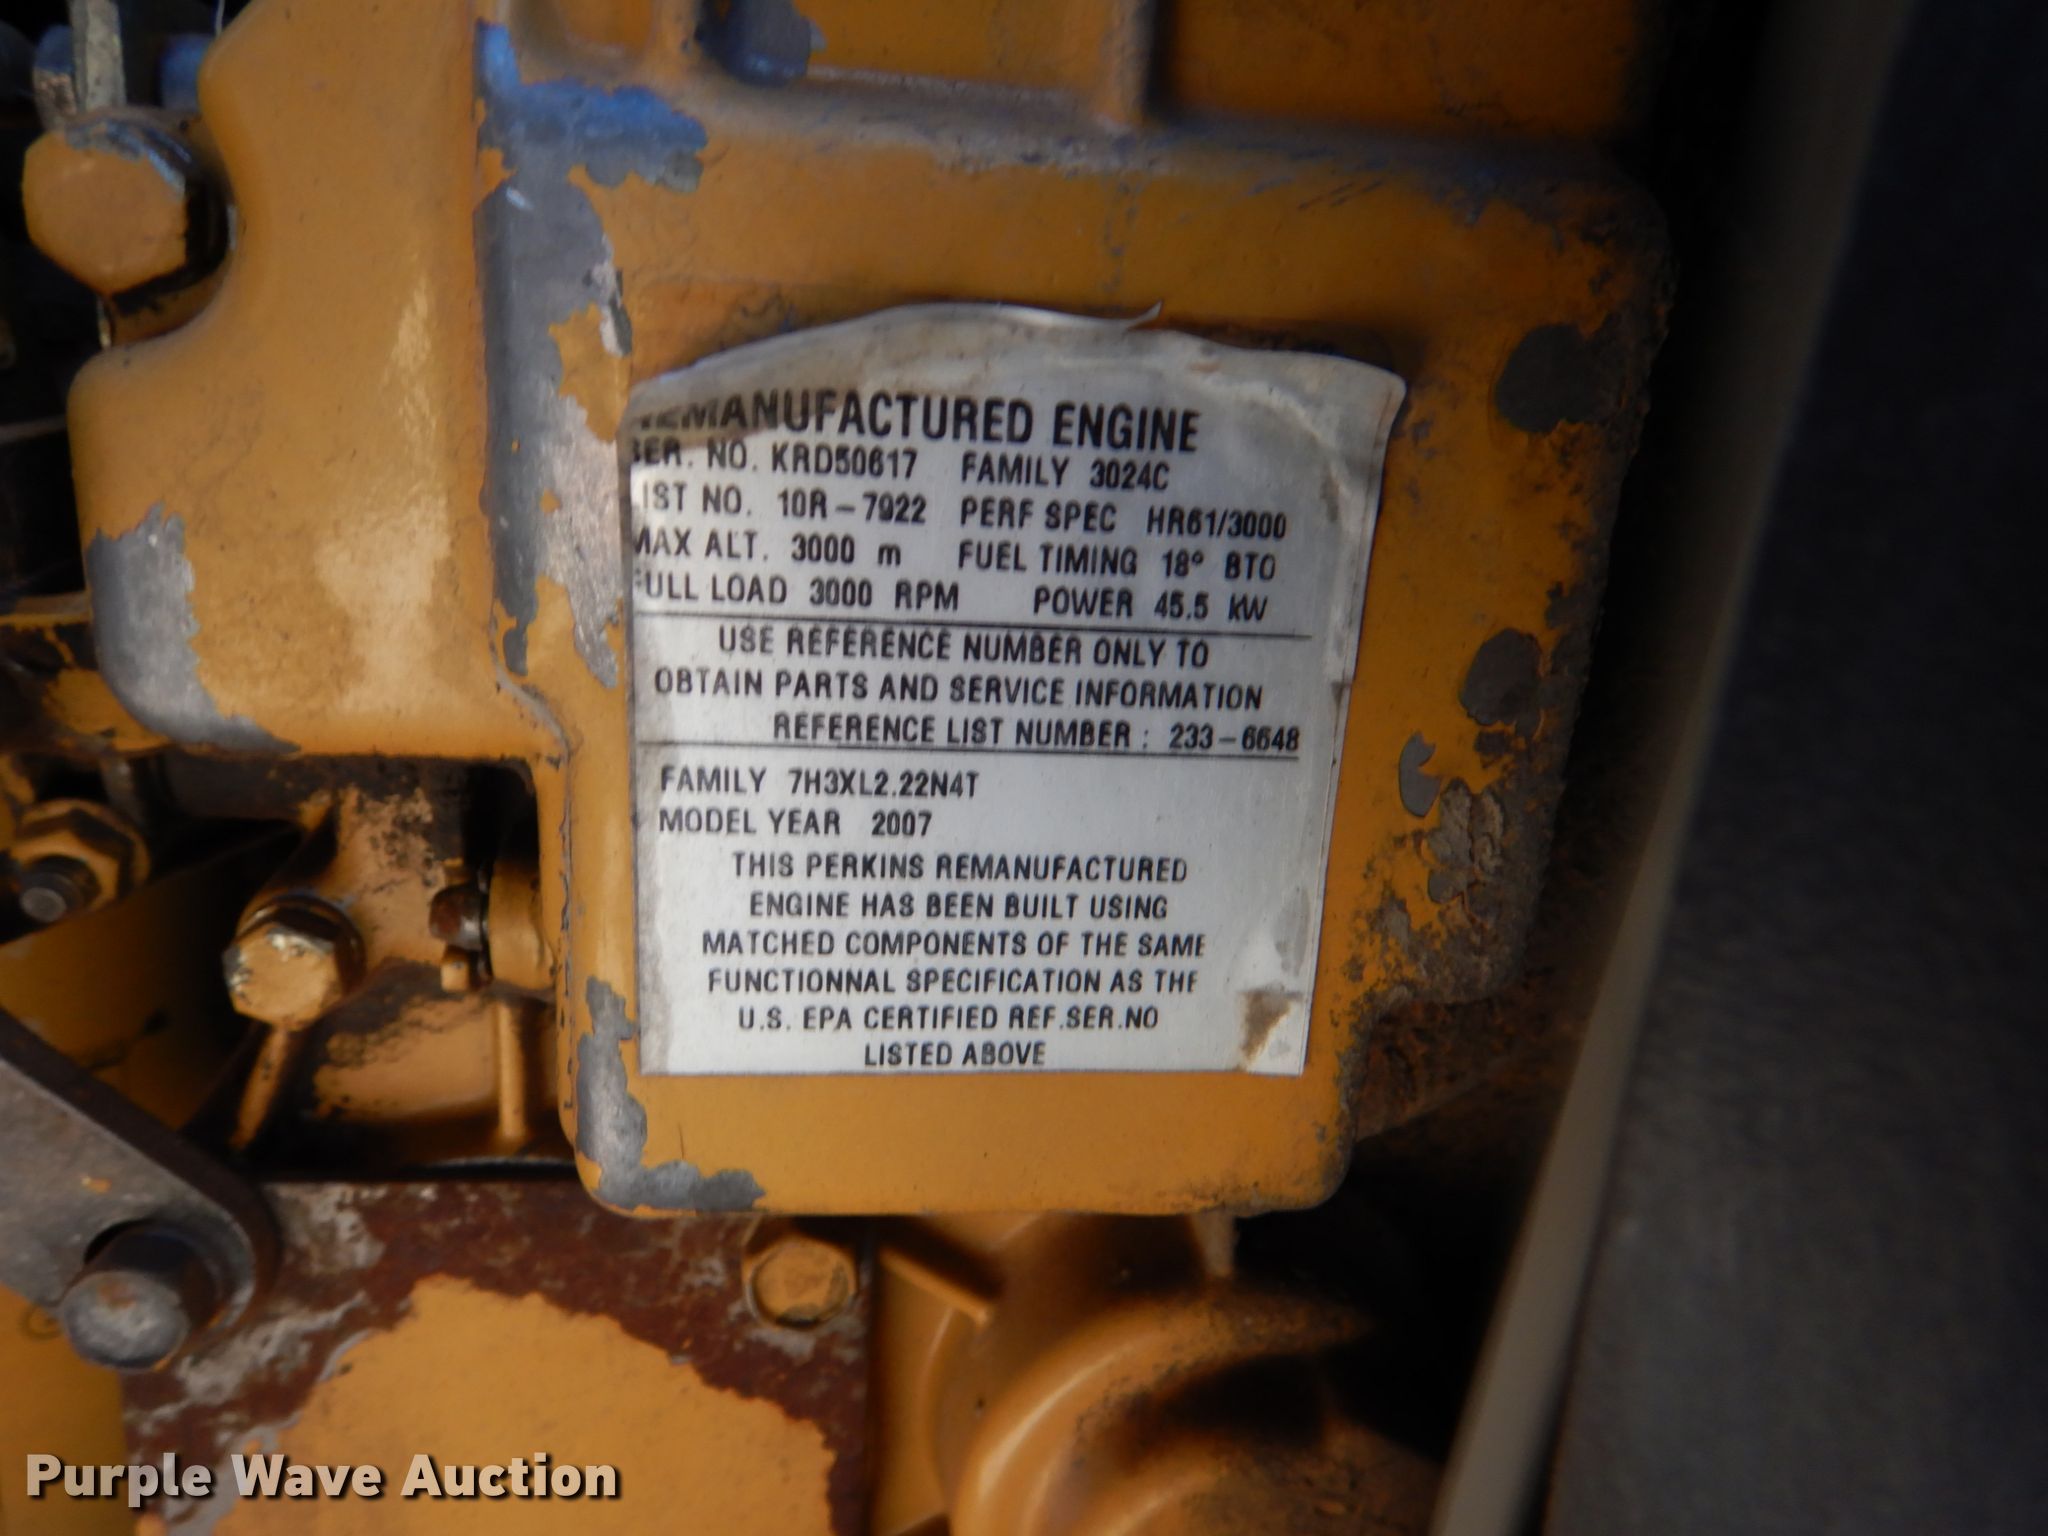 REMANUFACTURED ENGINE
SER. NO. KRD50617 FAMILY 3024C
LIST NO. 10R-7922 PERF SPEC HR61/3000
MAX ALT. 3000 m FUEL TIMING 18° BTO
FULL LOAD 3000 RPM POWER 45.5 kW
USE REFERENCE NUMBER ONLY TO
OBTAIN PARTS AND SERVICE INFORMATION
REFERENCE LIST NUMBER : 233-6648
FAMILY 7H3XL2.22N4T
MODEL YEAR 2007
THIS PERKINS REMANUFACTURED
ENGINE HAS BEEN BUILT USING
MATCHED COMPONENTS OF THE SAME
FUNCTIONNAL SPECIFICATION AS THE
U.S. EPA CERTIFIED REF.SER.NO
LISTED ABOVE
Purple Wave Auction